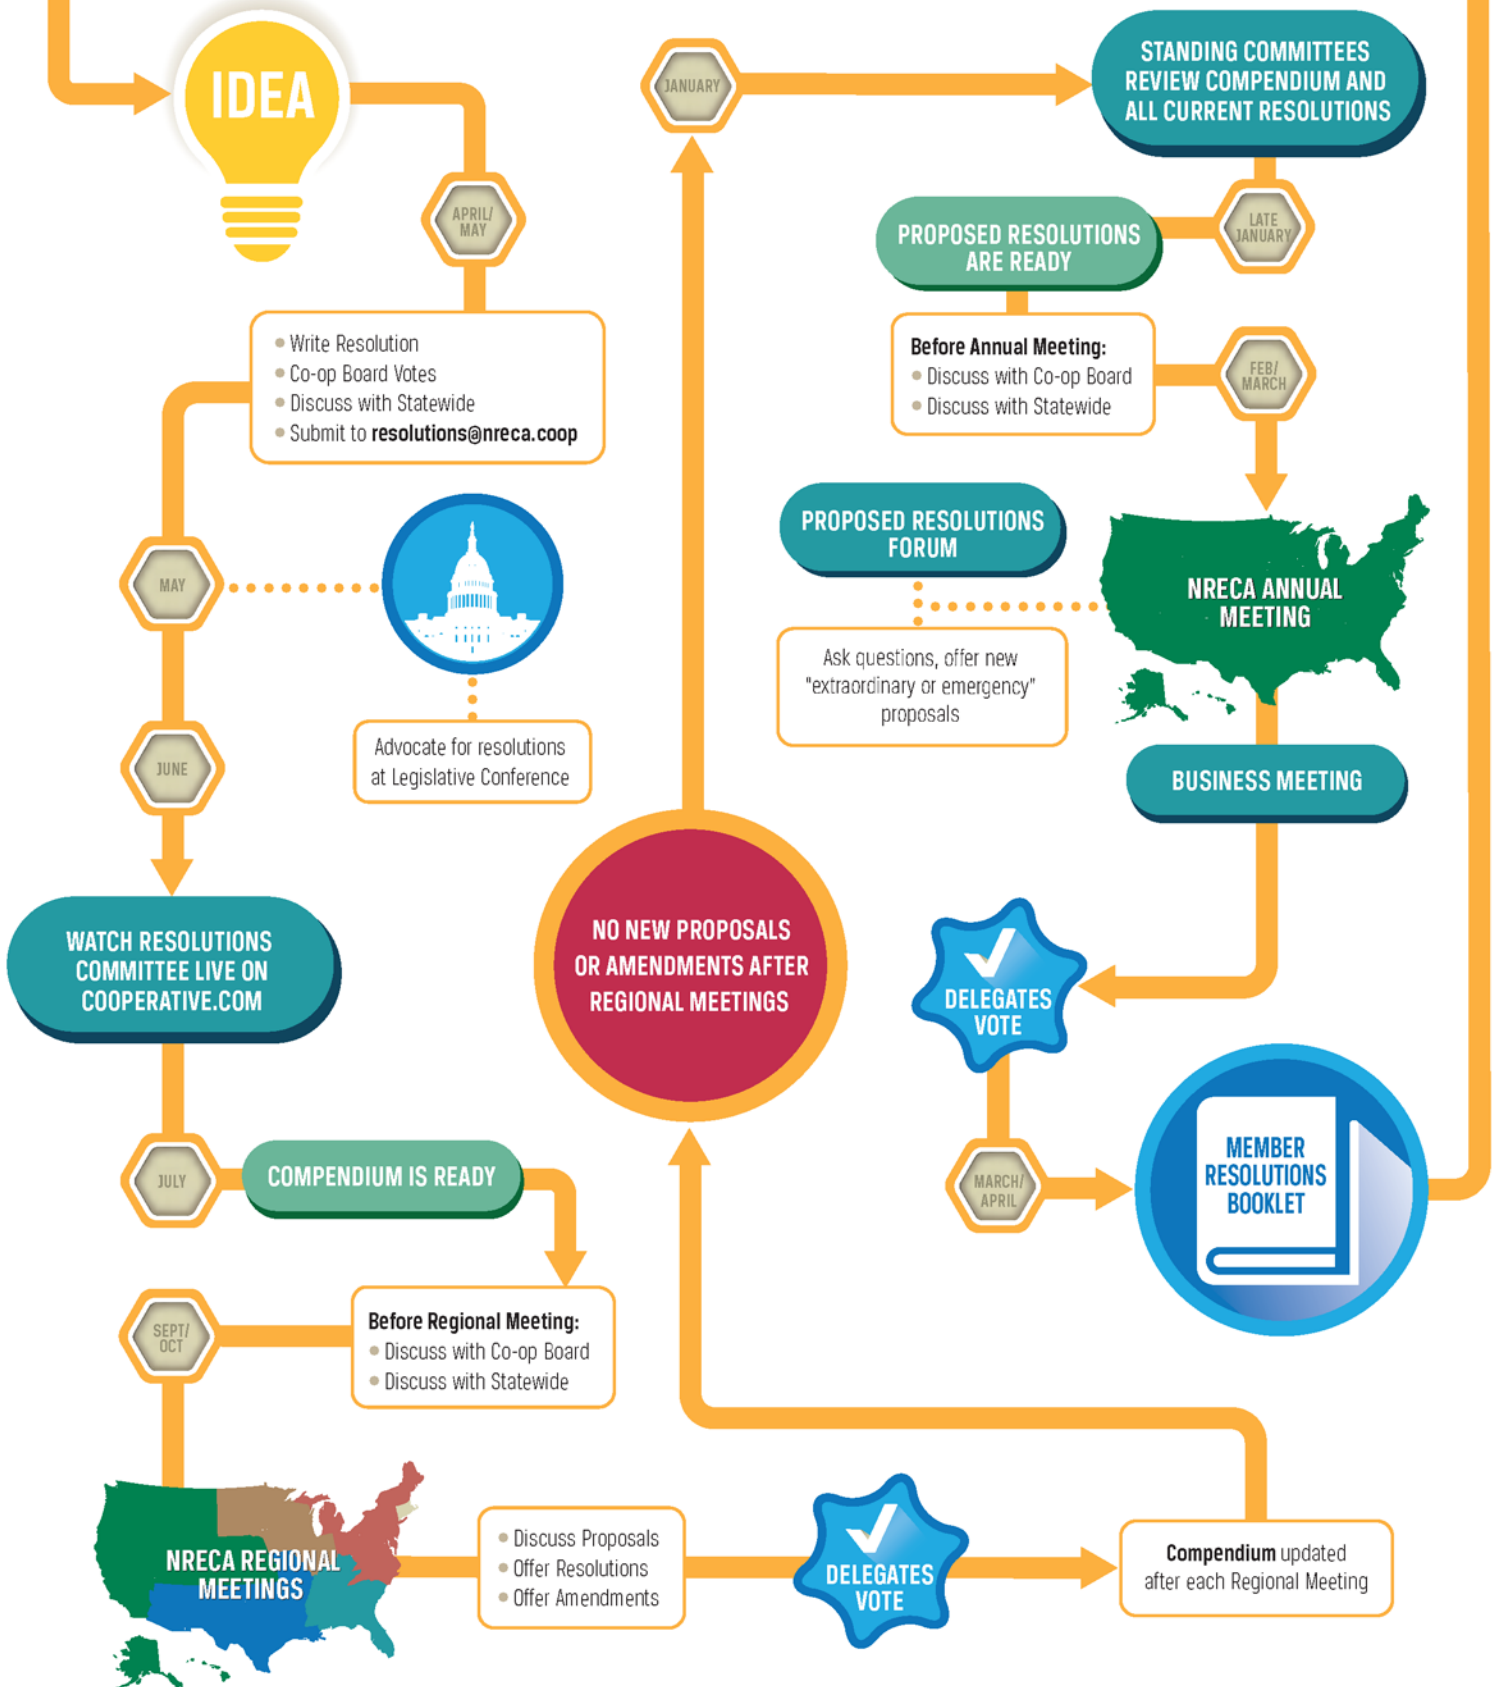 IDEA
APRIL/
MAY
• Write Resolution
• Co-op Board Votes
• Discuss with Statewide
• Submit to resolutions@nreca.coop
MAY
Advocate for resolutions
at Legislative Conference
JUNE
WATCH RESOLUTIONS
COMMITTEE LIVE ON
COOPERATIVE.COM
JULY
COMPENDIUM IS READY
Before Regional Meeting:
• Discuss with Co-op Board
• Discuss with Statewide
SEPT/
OCT
NRECA REGIONAL
MEETINGS
• Discuss Proposals
• Offer Resolutions
• Offer Amendments
DELEGATES
VOTE
Compendium updated
after each Regional Meeting
NO NEW PROPOSALS
OR AMENDMENTS AFTER
REGIONAL MEETINGS
JANUARY
STANDING COMMITTEES
REVIEW COMPENDIUM AND
ALL CURRENT RESOLUTIONS
LATE
JANUARY
PROPOSED RESOLUTIONS
ARE READY
Before Annual Meeting:
• Discuss with Co-op Board
• Discuss with Statewide
FEB/
MARCH
NRECA ANNUAL
MEETING
PROPOSED RESOLUTIONS
FORUM
Ask questions, offer new
"extraordinary or emergency"
proposals
BUSINESS MEETING
DELEGATES
VOTE
MARCH/
APRIL
MEMBER
RESOLUTIONS
BOOKLET